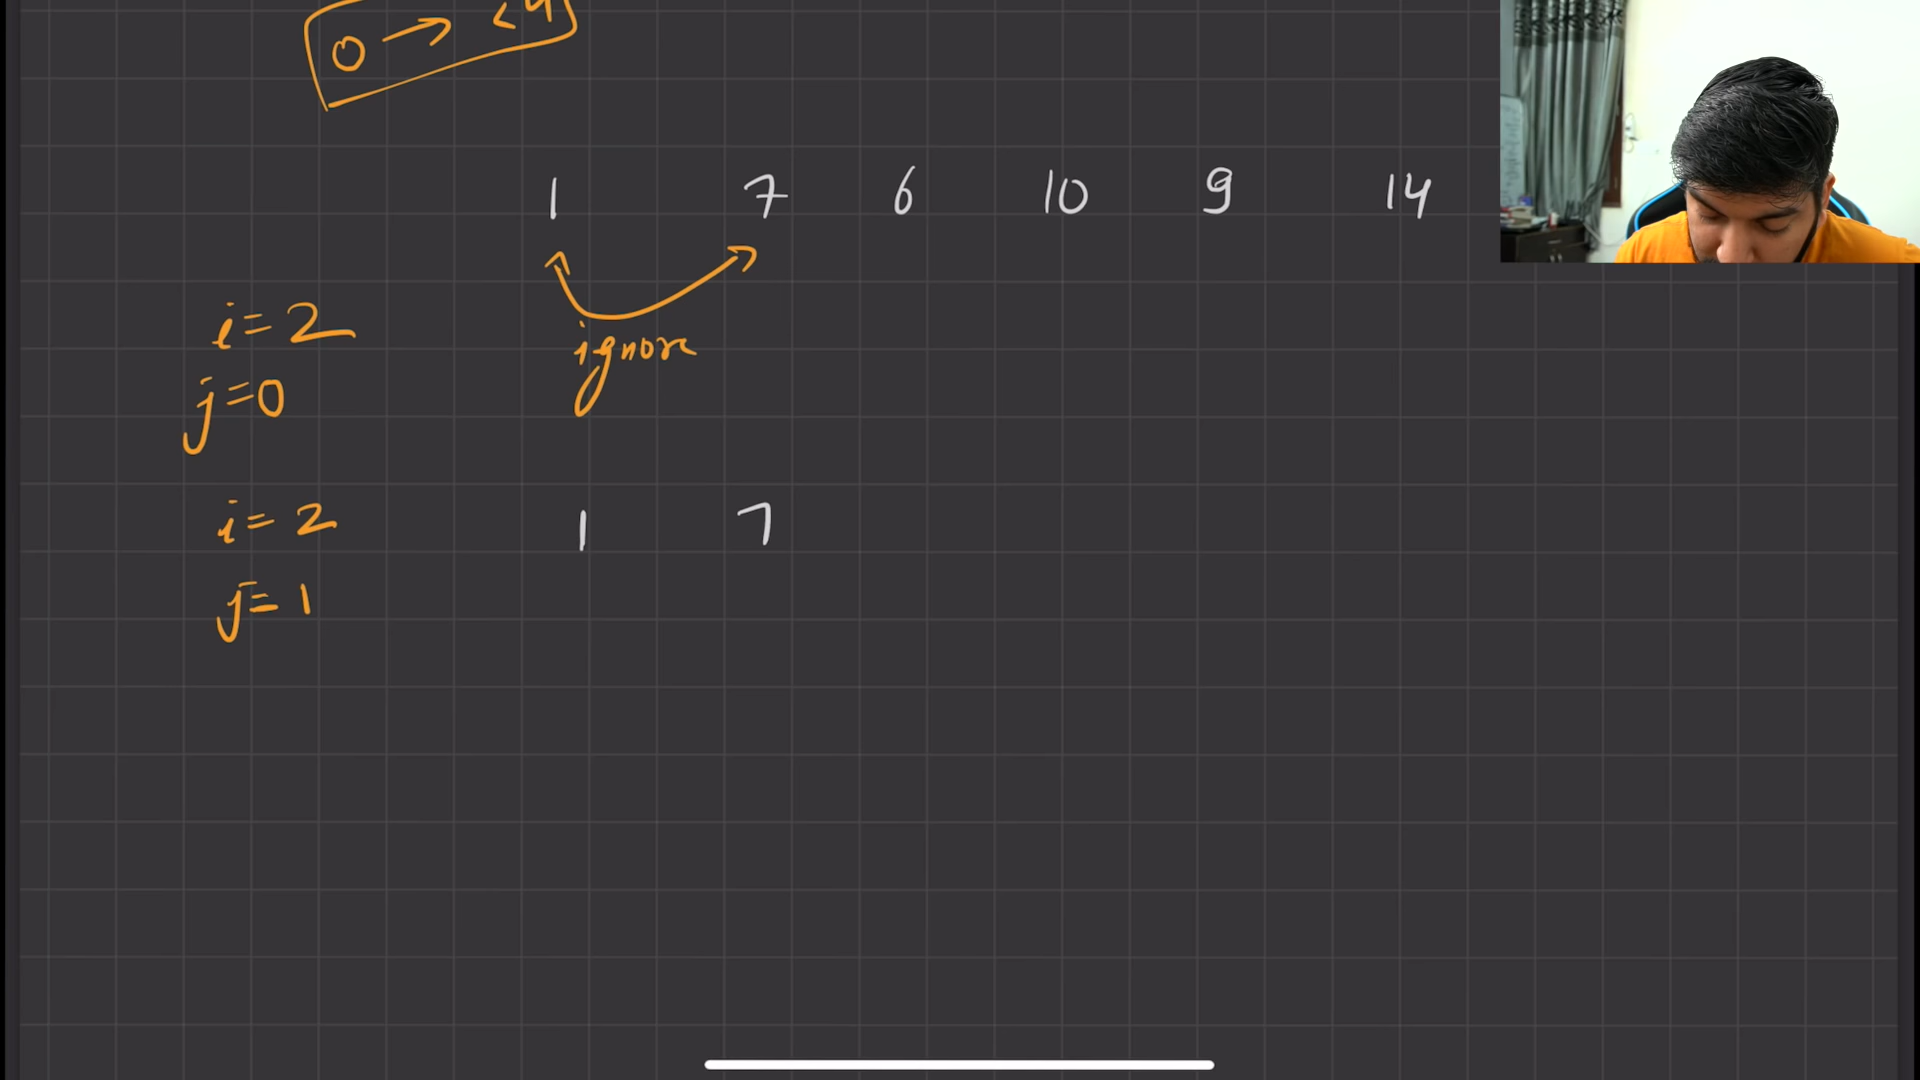 0 → <4
1 7 6 10 9 14
i = 2
ignore
j = 0
i = 2 1 7
j = 1